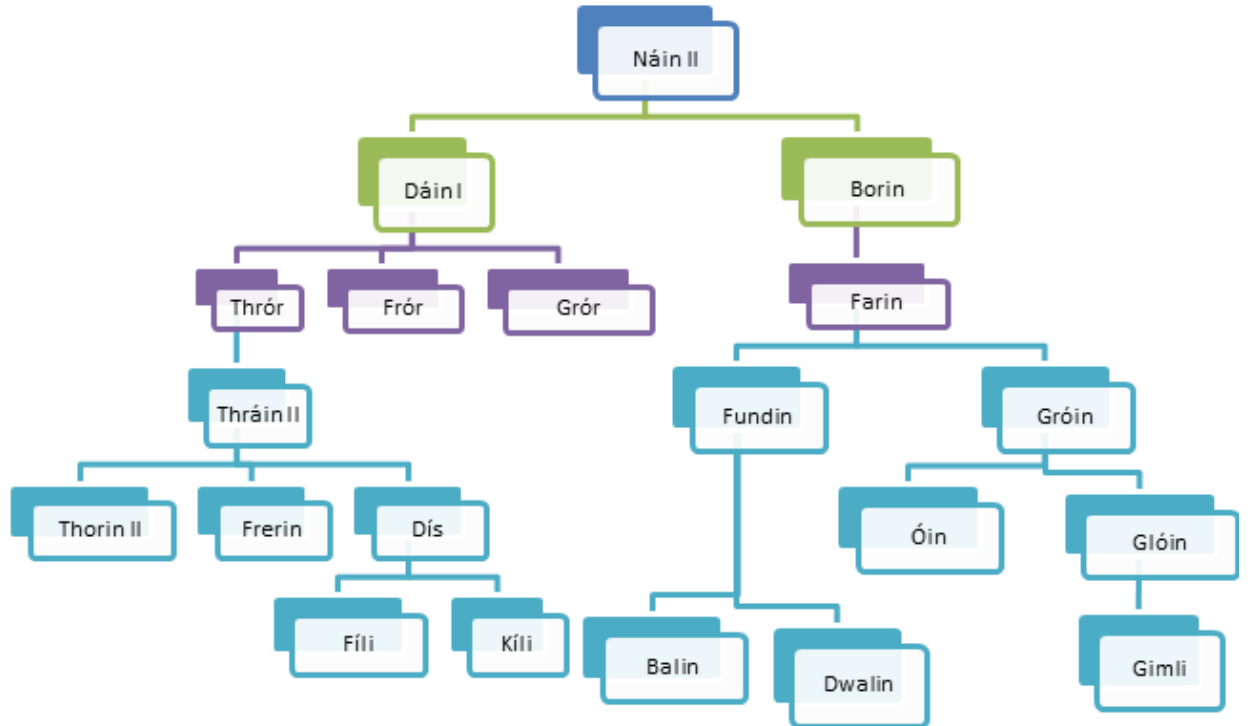 Náin II
Dáin I
Borin
Thrór
Frór
Grór
Farin
Thráin II
Fundin
Gróin
Thorin II
Frerin
Dís
Óin
Glóin
Fíli
Kíli
Balin
Dwalin
Gimli